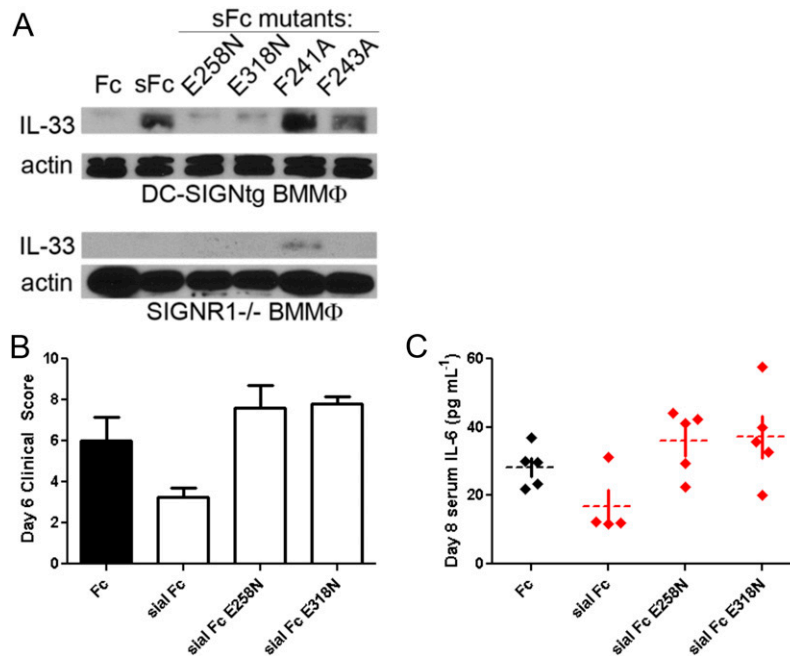 A
sFc mutants:
Fc sFc E258N E318N F241A F243A
IL-33
actin
DC-SIGNtg BMMΦ
IL-33
actin
SIGNR1-/- BMMΦ
B
Day 6 Clinical Score
10
8
6
4
2
0
Fc
sial Fc
sial Fc E258N
sial Fc E318N
C
Day 8 serum IL-6 (pg mL-1)
60
40
20
0
Fc
sial Fc
sial Fc E258N
sial Fc E318N